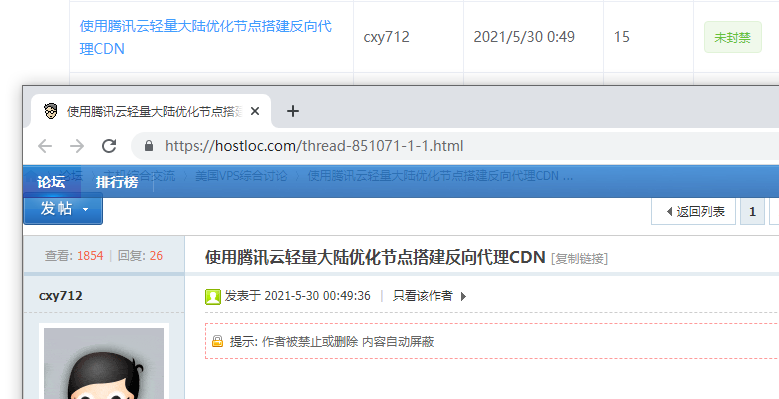 使用腾讯云轻量大陆优化节点搭建反向代
理CDN
cxy712
2021/5/30 0:49
15
未封禁
使用腾讯云轻量大陆优化节点搭建
https://hostloc.com/thread-851071-1-1.html
论坛 排行榜
论坛 › 主机综合交流 › 美国VPS综合讨论 › 使用腾讯云轻量大陆优化节点搭建反向代理CDN ...
发帖
返回列表
1
查看: 1854 | 回复: 26
使用腾讯云轻量大陆优化节点搭建反向代理CDN [复制链接]
cxy712
发表于 2021-5-30 00:49:36 | 只看该作者
提示: 作者被禁止或删除 内容自动屏蔽